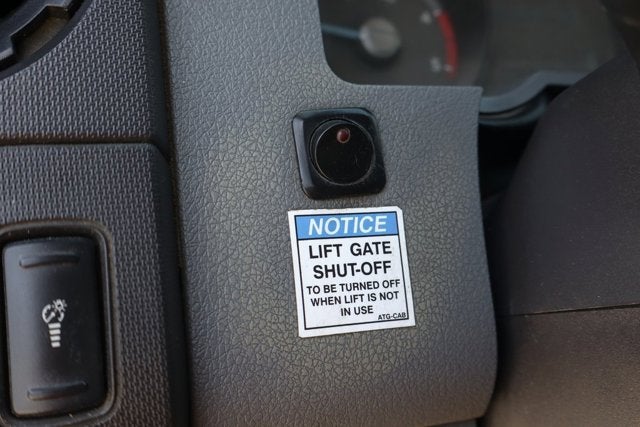 NOTICE
LIFT GATE
SHUT-OFF
TO BE TURNED OFF
WHEN LIFT IS NOT
IN USE
ATG-CAB